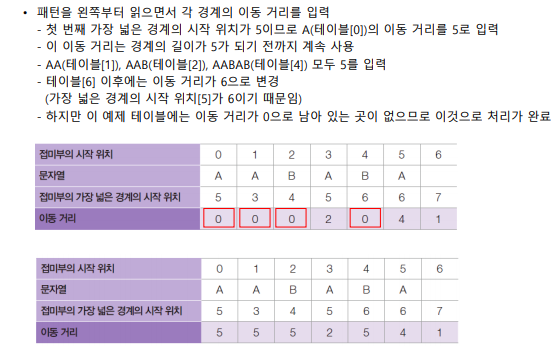 • 패턴을 왼쪽부터 읽으면서 각 경계의 이동 거리를 입력
- 첫 번째 가장 넓은 경계의 시작 위치가 5이므로 A(테이블[0])의 이동 거리를 5로 입력
- 이 이동 거리는 경계의 길이가 5가 되기 전까지 계속 사용
- AA(테이블[1]), AAB(테이블[2]), AABAB(테이블[4]) 모두 5를 입력
- 테이블[6] 이후에는 이동 거리가 6으로 변경
(가장 넓은 경계의 시작 위치[5]가 6이기 때문임)
- 하지만 이 예제 테이블에는 이동 거리가 0으로 남아 있는 곳이 없으므로 이것으로 처리가 완료
접미부의 시작 위치 0 1 2 3 4 5 6
문자열 A A B A B A
접미부의 가장 넓은 경계의 시작 위치 5 3 4 5 6 6 7
이동 거리 0 0 0 2 0 4 1
접미부의 시작 위치 0 1 2 3 4 5 6
문자열 A A B A B A
접미부의 가장 넓은 경계의 시작 위치 5 3 4 5 6 6 7
이동 거리 5 5 5 2 5 4 1